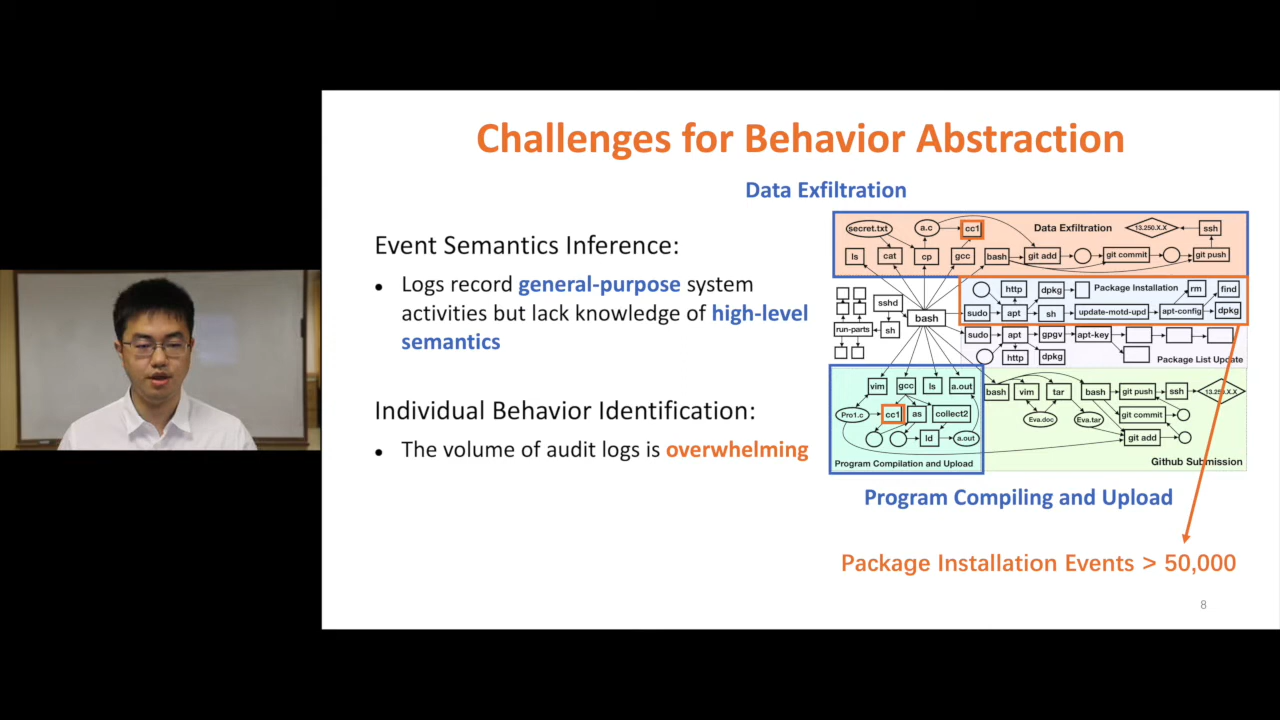 Challenges for Behavior Abstraction
Data Exfiltration
Event Semantics Inference:
• Logs record general-purpose system
activities but lack knowledge of high-level
semantics
Individual Behavior Identification:
• The volume of audit logs is overwhelming
secret.txt a.c cc1 Data Exfiltration 13.250.X.X ssh
ls cat cp gcc bash git add git commit git push
http dpkg Package Installation rm find
sshd bash sudo apt sh update-motd-upd apt-config dpkg
run-parts sh sudo apt gpgv apt-key
http dpkg Package List Update
vim gcc ls a.out bash vim tar bash git push ssh 13.250.X.X
Pro1.c cc1 as collect2 Eva.doc Eva.tar git commit
ld a.out git add
Program Compilation and Upload Github Submission
Program Compiling and Upload
Package Installation Events > 50,000
8